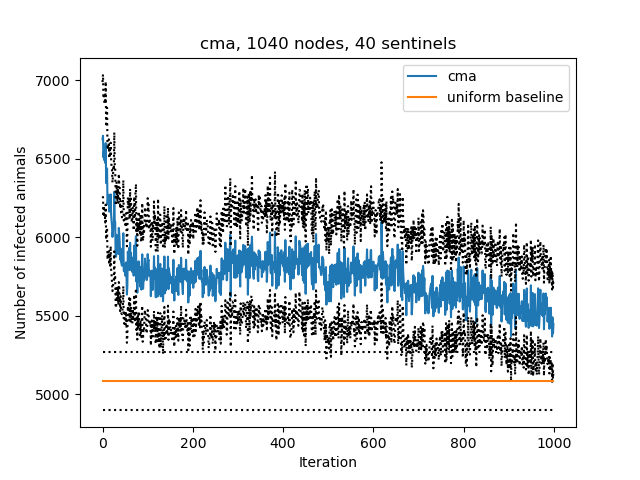 cma, 1040 nodes, 40 sentinels
cma
uniform baseline
7000
6500
6000
5500
5000
Number of infected animals
0
200
400
600
800
1000
Iteration